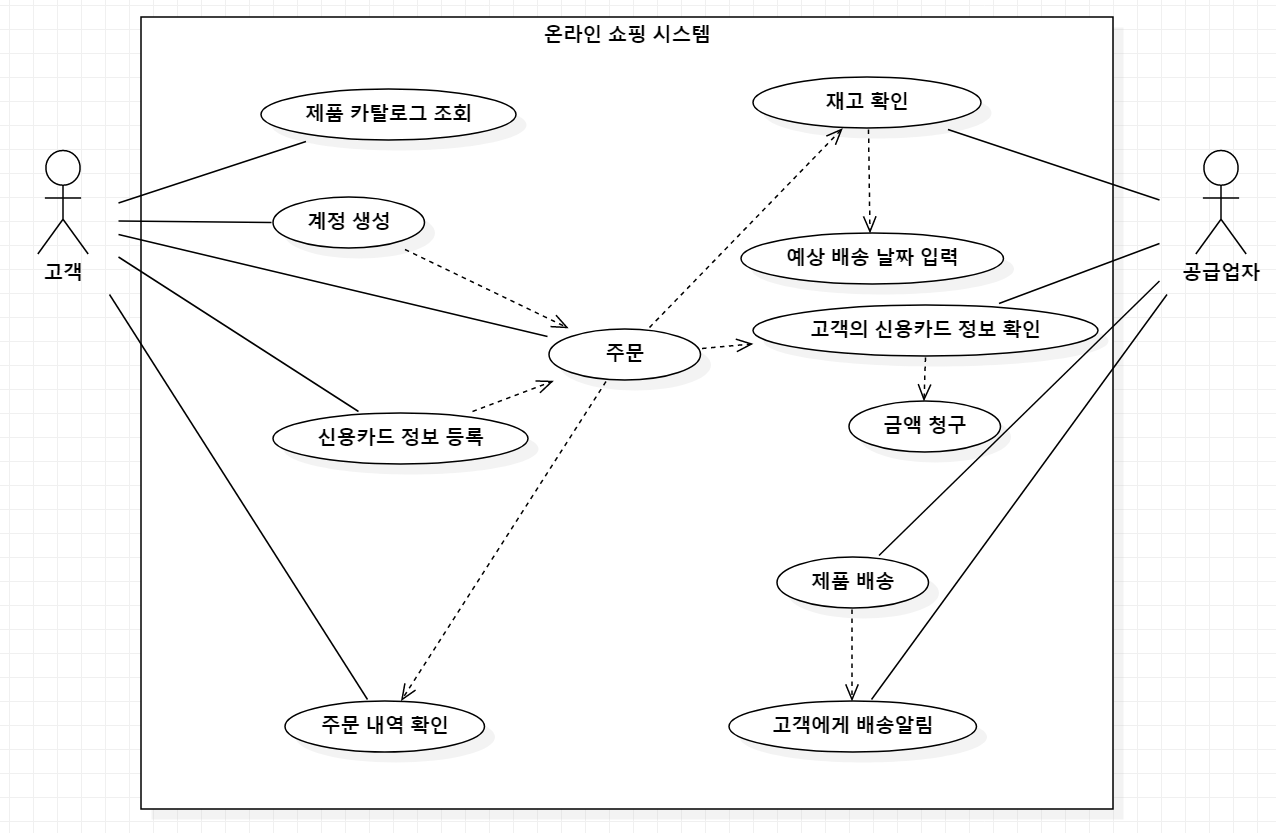 온라인 쇼핑 시스템
제품 카탈로그 조회
재고 확인
계정 생성
고객
예상 배송 날짜 입력
공급업자
고객의 신용카드 정보 확인
주문
금액 청구
신용카드 정보 등록
제품 배송
주문 내역 확인
고객에게 배송알림